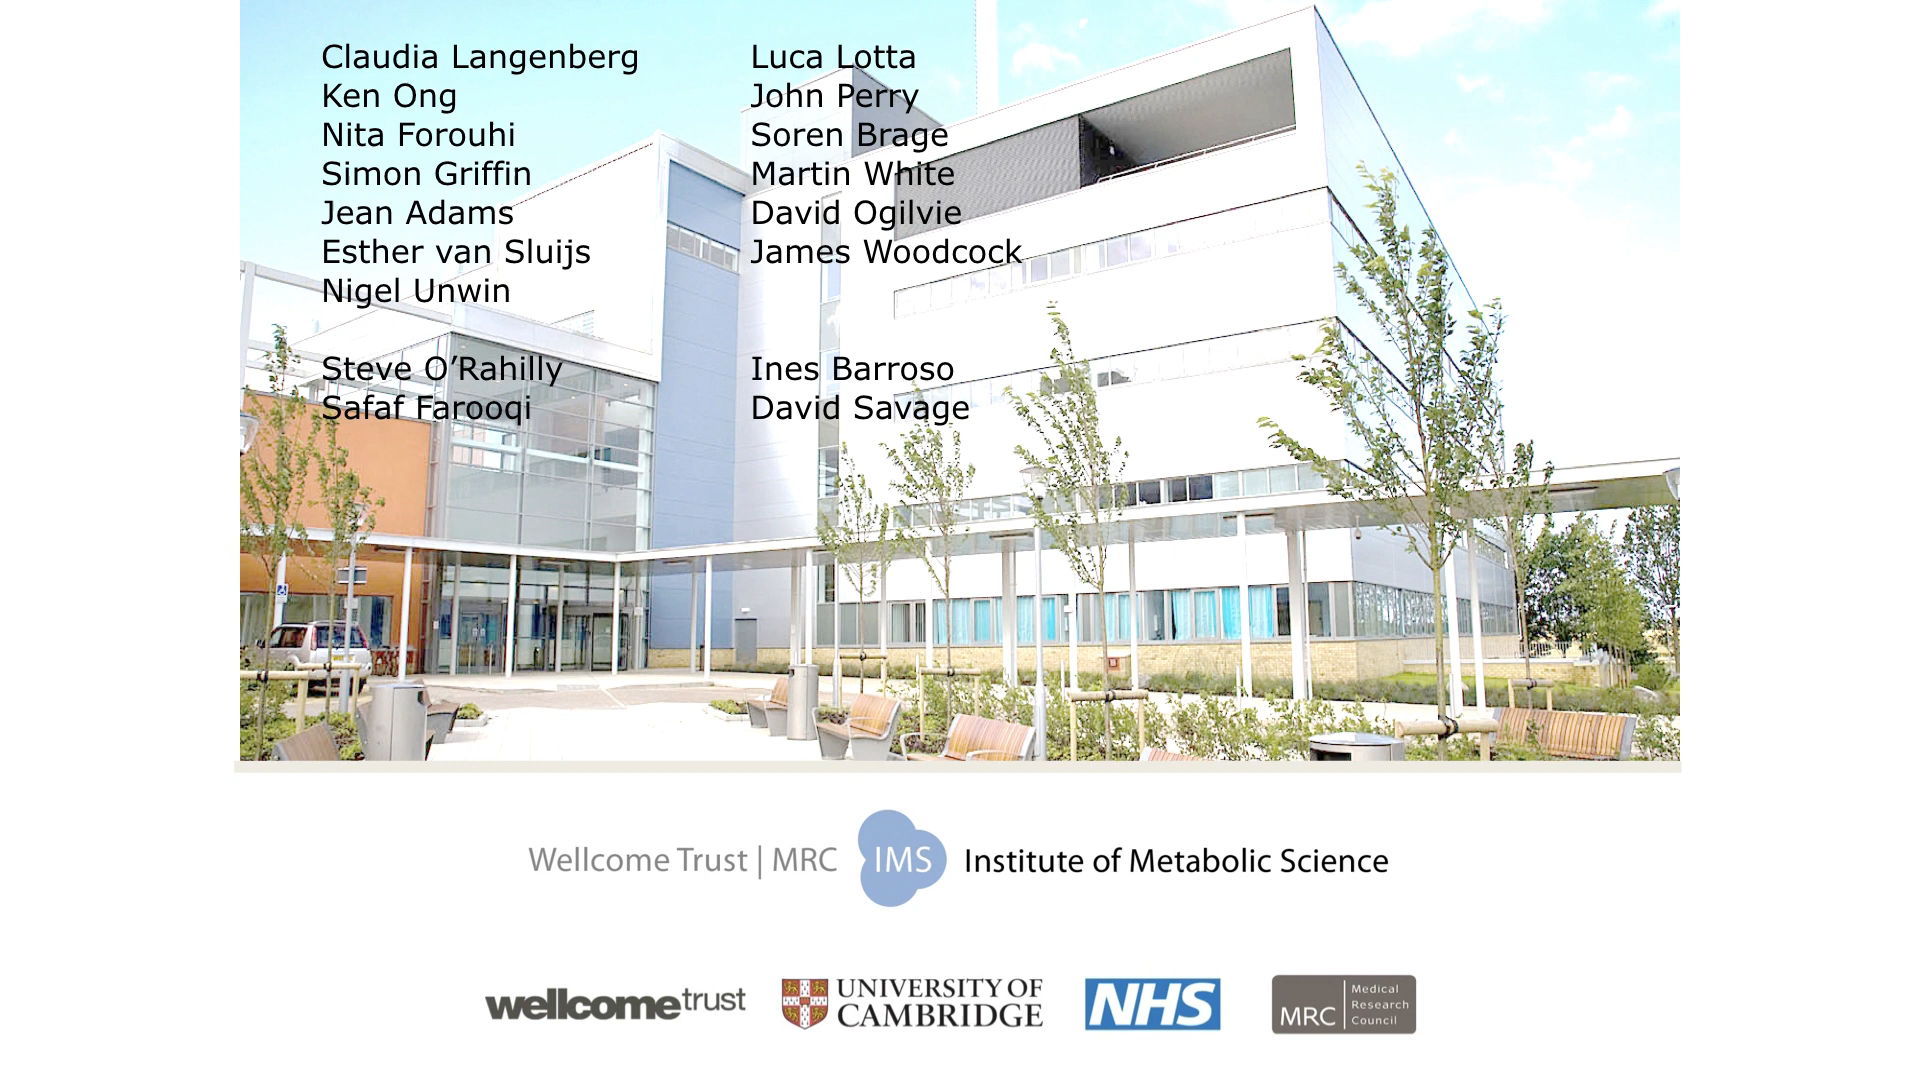 Claudia Langenberg
Ken Ong
Nita Forouhi
Simon Griffin
Jean Adams
Esther van Sluijs
Nigel Unwin
Steve O’Rahilly
Safaf Farooqi
Luca Lotta
John Perry
Soren Brage
Martin White
David Ogilvie
James Woodcock
Ines Barroso
David Savage
Wellcome Trust | MRC IMS Institute of Metabolic Science
wellcometrust
UNIVERSITY OF
CAMBRIDGE
NHS
MRC
Medical
Research
Council